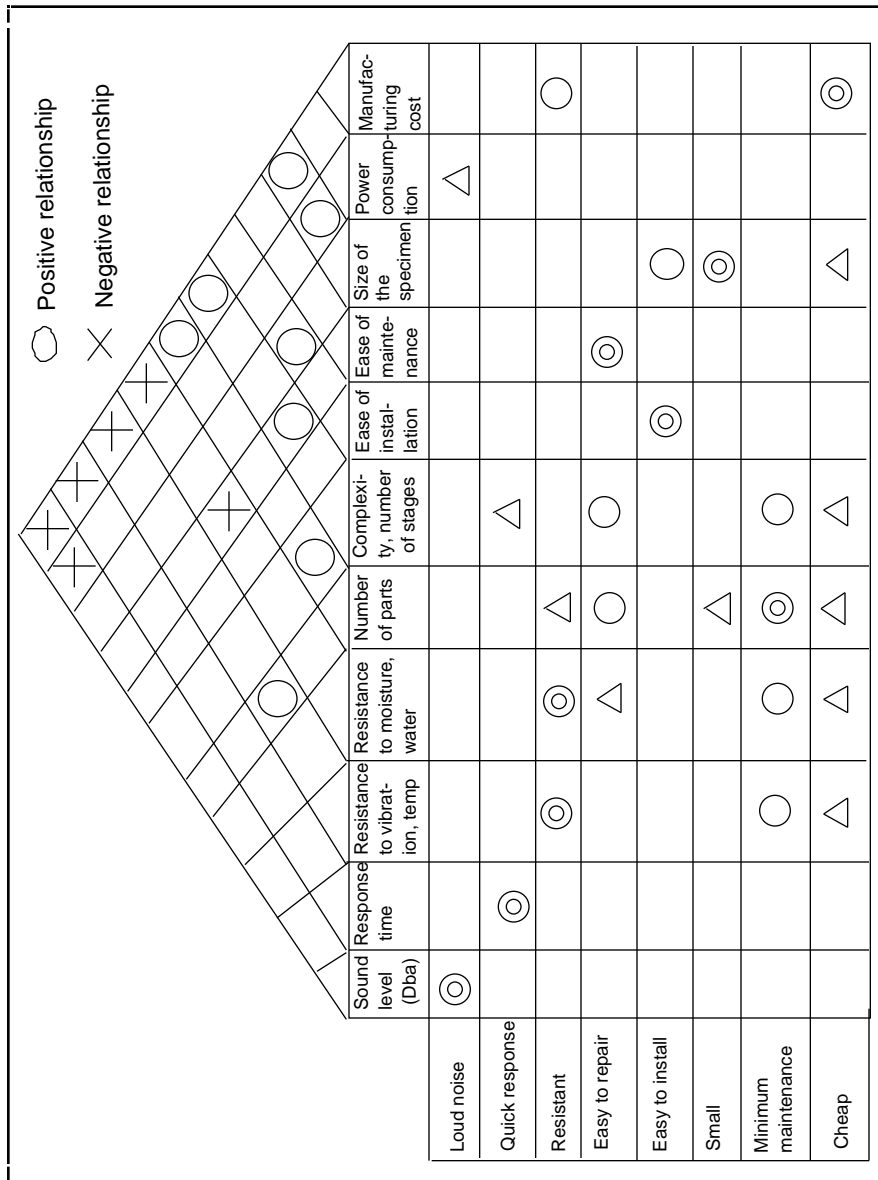 Positive relationship
Negative relationship
Sound
level
(Dba)
Response
time
Resistance
to vibrat-
ion, temp
Resistance
to moisture,
water
Number
of parts
Complexi-
ty, number
of stages
Ease of
instal-
lation
Ease of
mainte-
nance
Size of
the
specimen
Power
consump-
tion
Manufac-
turing
cost
Loud noise
Quick response
Resistant
Easy to repair
Easy to install
Small
Minimum
maintenance
Cheap